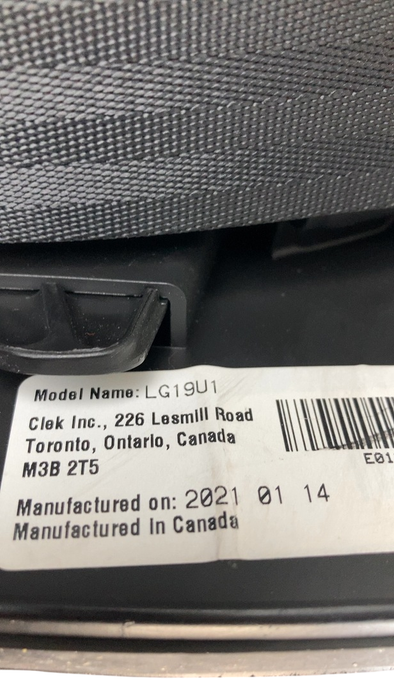 Model Name: LG19U1
Clek Inc., 226 Lesmill Road
Toronto, Ontario, Canada
M3B 2T5
E01
Manufactured on: 2021 01 14
Manufactured in Canada